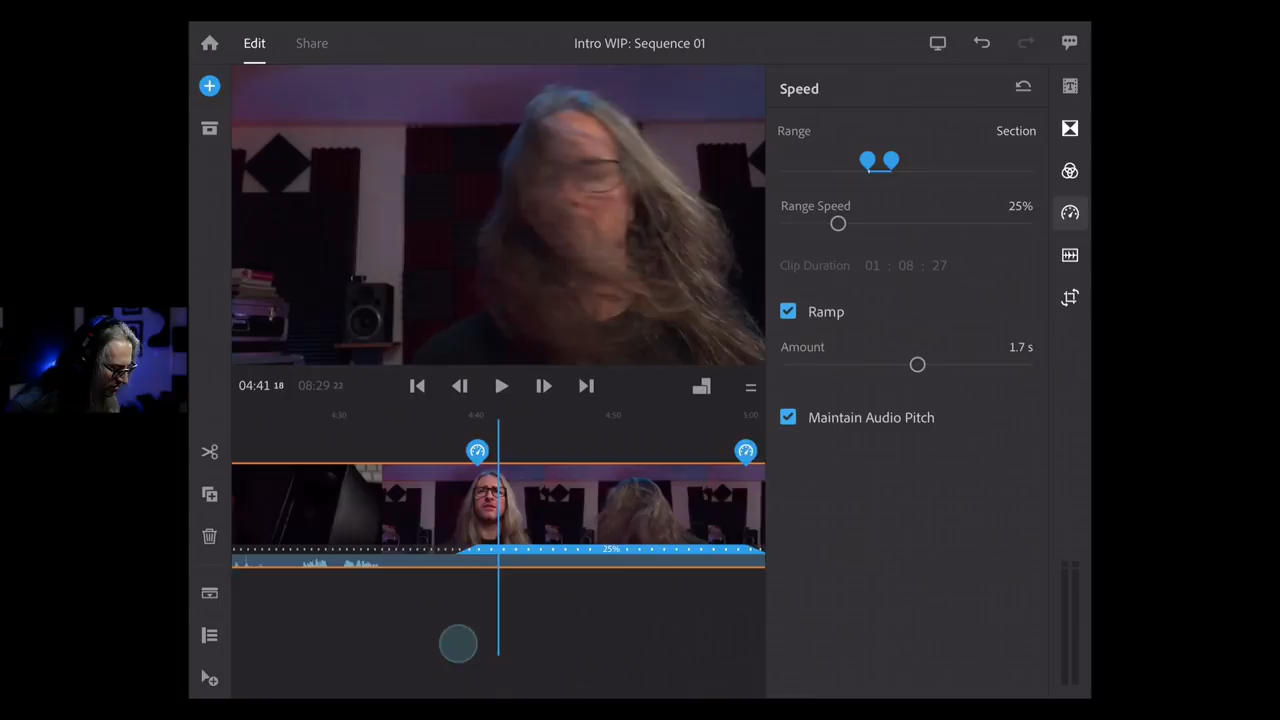 Edit
Share
Intro WIP: Sequence 01
Speed
Range
Section
Range Speed
25%
Clip Duration
01 : 08 : 27
Ramp
Amount
1.7 s
Maintain Audio Pitch
04:41 18
08:29 22
4:30
4:40
4:50
5:00
25%